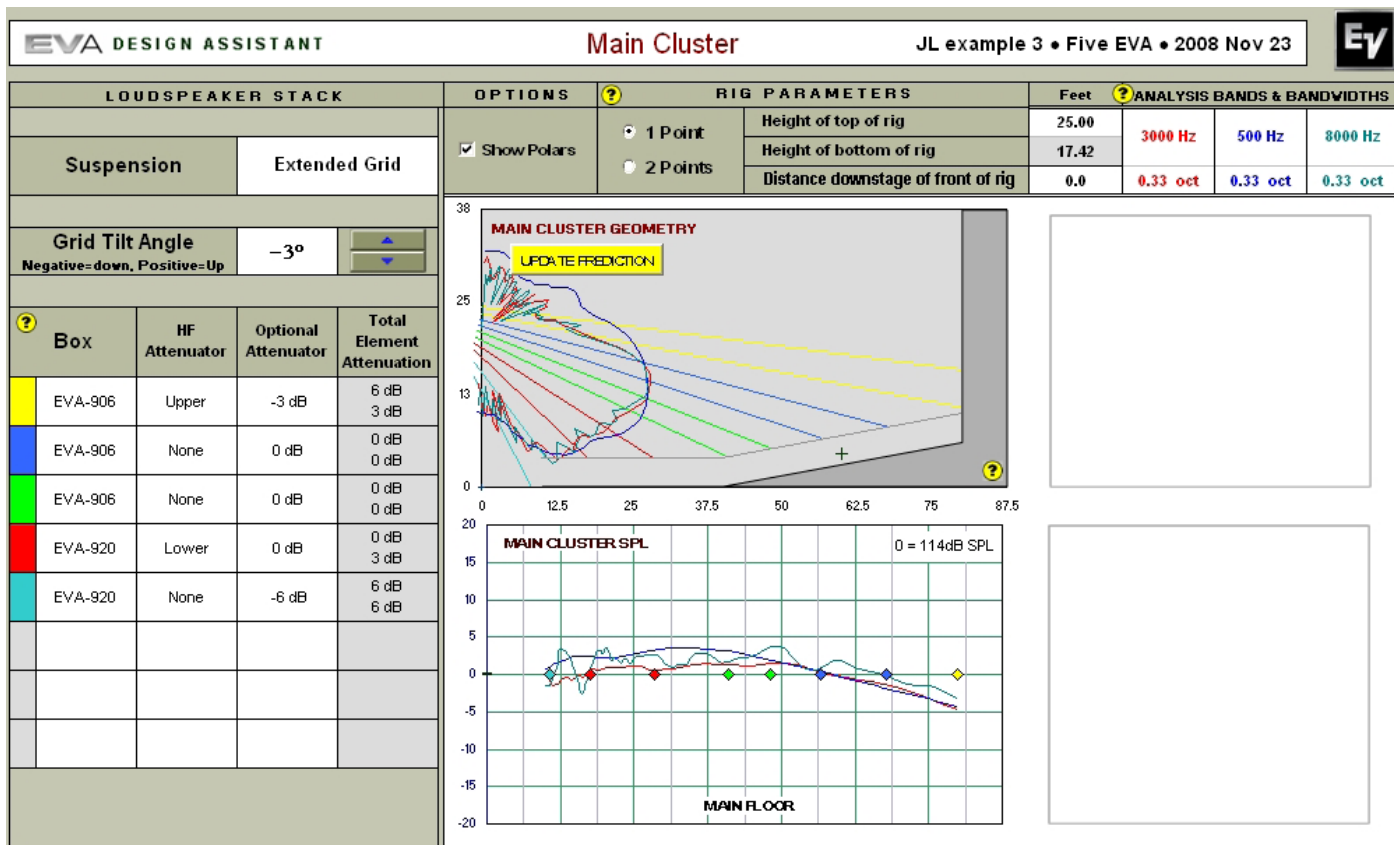 EVA DESIGN ASSISTANT
Main Cluster
JL example 3 • Five EVA • 2008 Nov 23
EV
LOUDSPEAKER STACK
Suspension
Extended Grid
Grid Tilt Angle
Negative=down, Positive=Up
−3º
?
Box
HF
Attenuator
Optional
Attenuator
Total
Element
Attenuation
EVA-906
Upper
-3 dB
6 dB
3 dB
EVA-906
None
0 dB
0 dB
0 dB
EVA-906
None
0 dB
0 dB
0 dB
EVA-920
Lower
0 dB
0 dB
3 dB
EVA-920
None
-6 dB
6 dB
6 dB
OPTIONS
Show Polars
?
RIG PARAMETERS
Feet
1 Point
2 Points
Height of top of rig
25.00
Height of bottom of rig
17.42
Distance downstage of front of rig
0.0
?
ANALYSIS BANDS & BANDWIDTHS
3000 Hz
500 Hz
8000 Hz
0.33 oct
0.33 oct
0.33 oct
MAIN CLUSTER GEOMETRY
UPDATE PREDICTION
38
25
13
0
?
0
12.5
25
37.5
50
62.5
75
87.5
MAIN CLUSTER SPL
0 = 114dB SPL
20
15
10
5
0
-5
-10
-15
-20
MAIN FLOOR